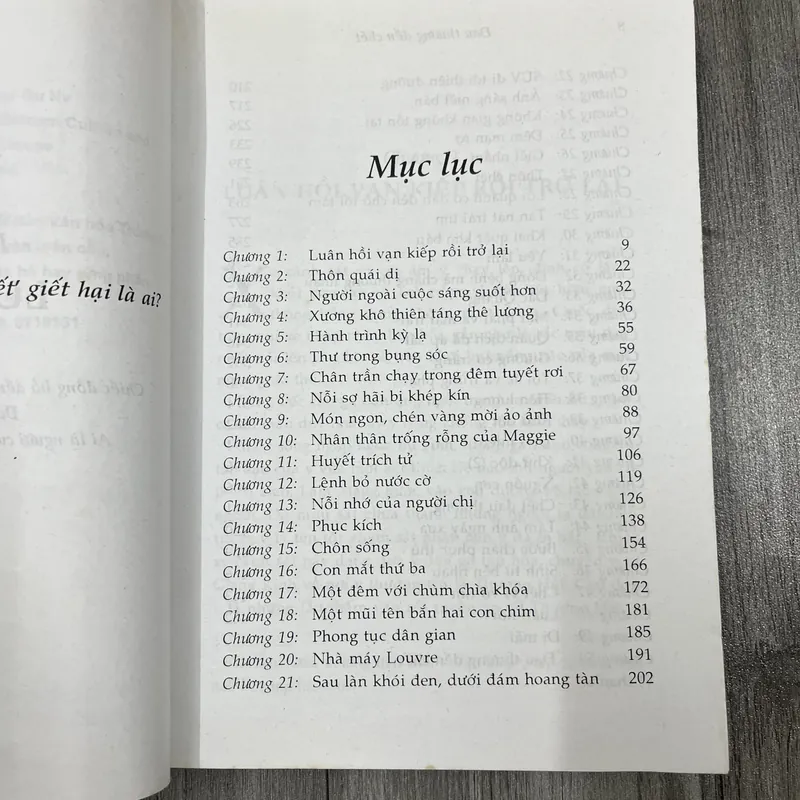 ết' giết hại là ai?
Mục lục
Chương 1: Luân hồi vạn kiếp rồi trở lại 9
Chương 2: Thôn quái dị 22
Chương 3: Người ngoài cuộc sáng suốt hơn 32
Chương 4: Xương khô thiên táng thê lương 36
Chương 5: Hành trình kỳ lạ 55
Chương 6: Thư trong bụng sóc 59
Chương 7: Chân trần chạy trong đêm tuyết rơi 67
Chương 8: Nỗi sợ hãi bị khép kín 80
Chương 9: Món ngon, chén vàng mời ảo ảnh 88
Chương 10: Nhân thân trống rỗng của Maggie 97
Chương 11: Huyết trích tử 106
Chương 12: Lệnh bỏ nước cờ 119
Chương 13: Nỗi nhớ của người chị 126
Chương 14: Phục kích 138
Chương 15: Chôn sống 154
Chương 16: Con mắt thứ ba 166
Chương 17: Một đêm với chùm chìa khóa 172
Chương 18: Một mũi tên bắn hai con chim 181
Chương 19: Phong tục dân gian 185
Chương 20: Nhà máy Louvre 191
Chương 21: Sau làn khói đen, dưới đám hoang tàn 202